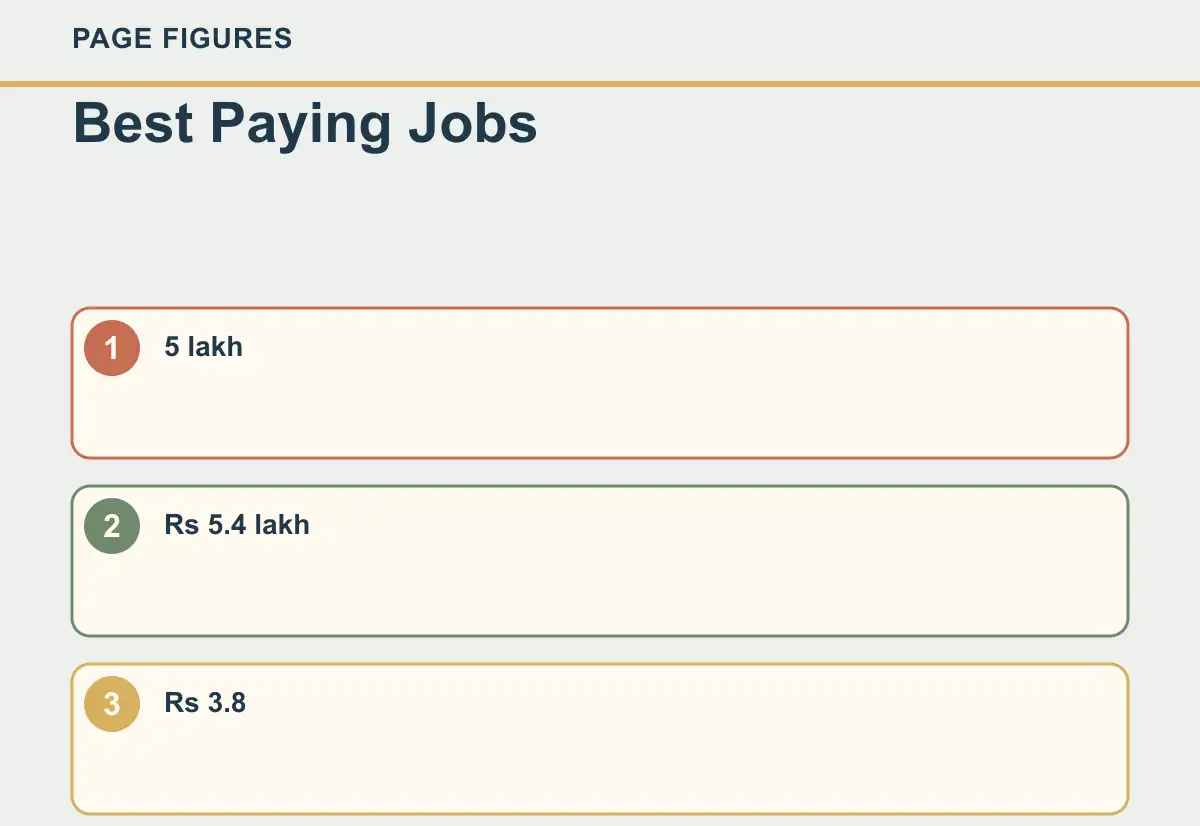 PAGE FIGURES
Best Paying Jobs
1
5 lakh
2
Rs 5.4 lakh
3
Rs 3.8